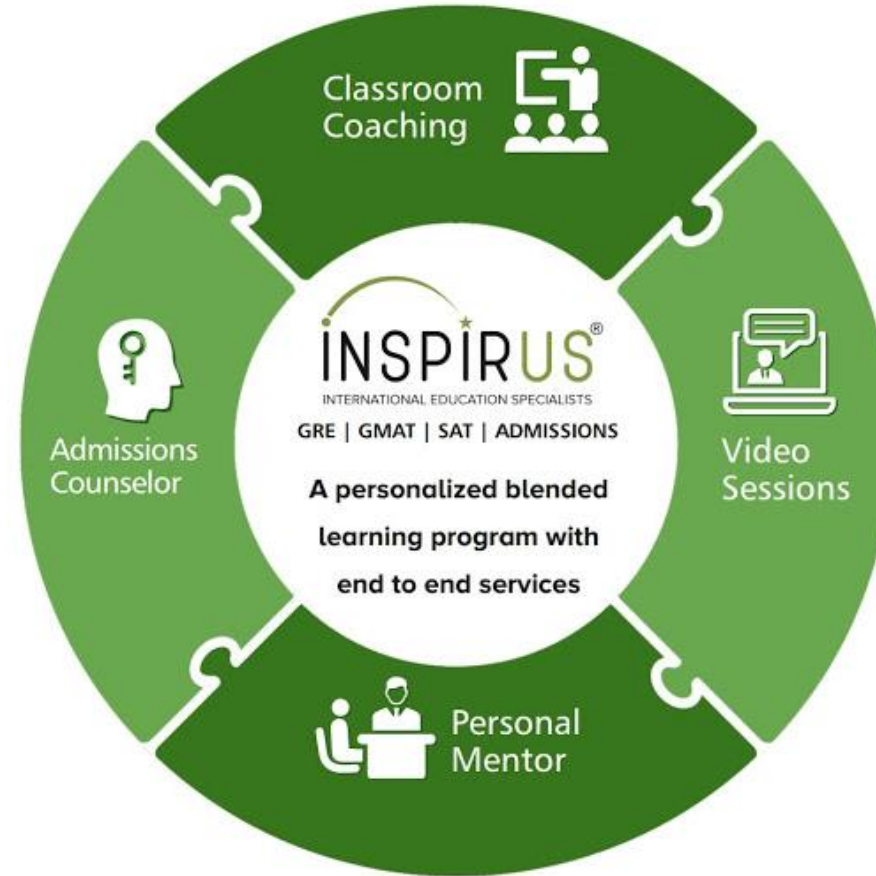 Classroom
Coaching
INSPIRUS®
INTERNATIONAL EDUCATION SPECIALISTS
GRE | GMAT | SAT | ADMISSIONS
A personalized blended
learning program with
end to end services
Admissions
Counselor
Video
Sessions
Personal
Mentor